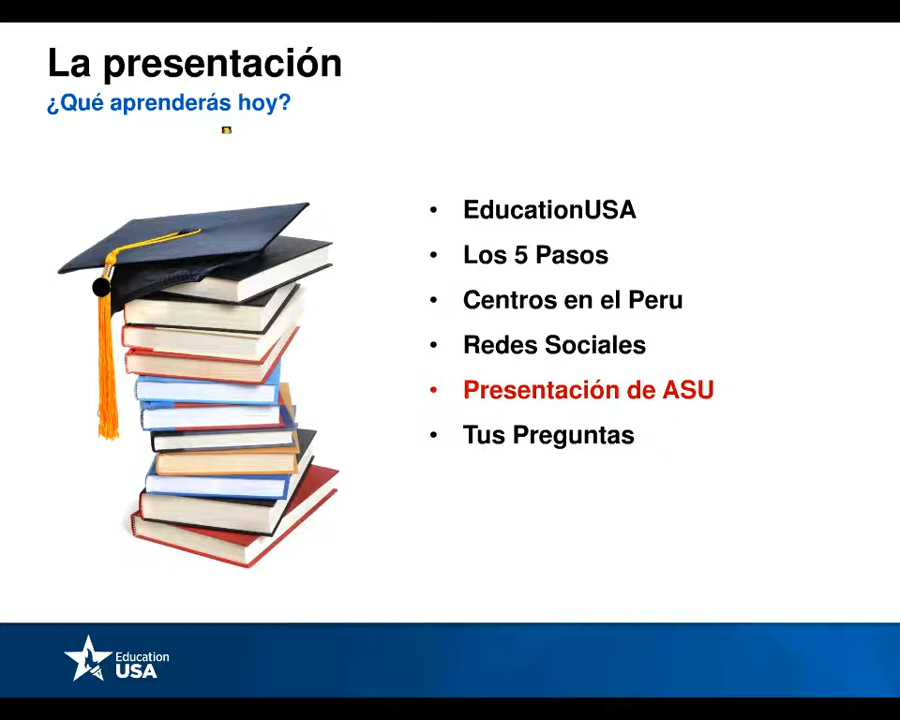 La presentación
¿Qué aprenderás hoy?
• EducationUSA
• Los 5 Pasos
• Centros en el Peru
• Redes Sociales
• Presentación de ASU
• Tus Preguntas
Education
USA